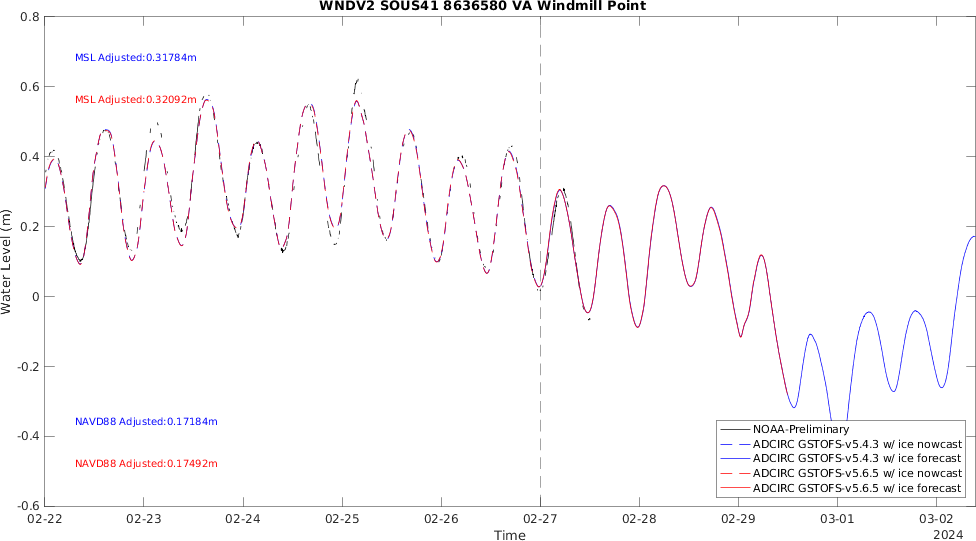 WNDV2 SOUS41 8636580 VA Windmill Point
0.8
0.6
0.4
0.2
0
-0.2
-0.4
-0.6
Water Level (m)
MSL Adjusted:0.31784m
MSL Adjusted:0.32092m
NAVD88 Adjusted:0.17184m
NAVD88 Adjusted:0.17492m
NOAA-Preliminary
ADCIRC GSTOFS-v5.4.3 w/ ice nowcast
ADCIRC GSTOFS-v5.4.3 w/ ice forecast
ADCIRC GSTOFS-v5.6.5 w/ ice nowcast
ADCIRC GSTOFS-v5.6.5 w/ ice forecast
02-22 02-23 02-24 02-25 02-26 02-27 02-28 02-29 03-01 03-02
Time
2024